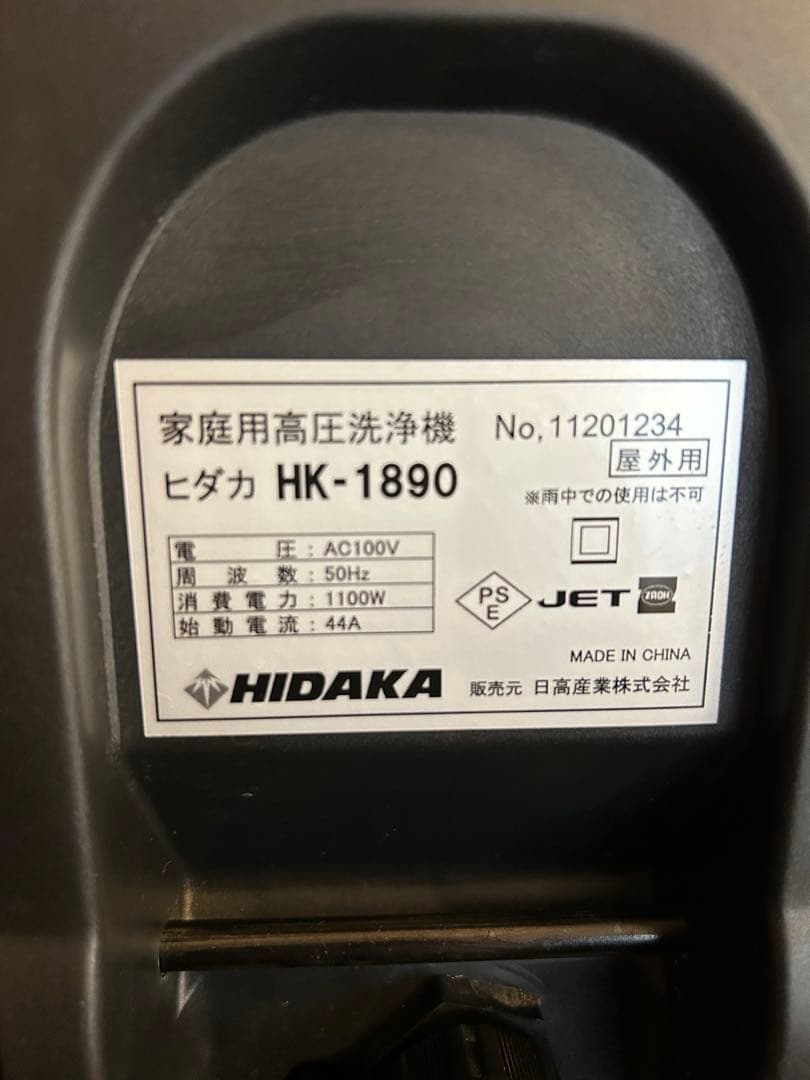 家庭用高圧洗浄機 No,11201234
屋外用
ヒダカ HK-1890
※雨中での使用は不可
電圧：AC100V
周波数：50Hz
消費電力：1100W
始動電流：44A
PS
E
JET
ZAOH
MADE IN CHINA
HIDAKA 販売元 日高産業株式会社